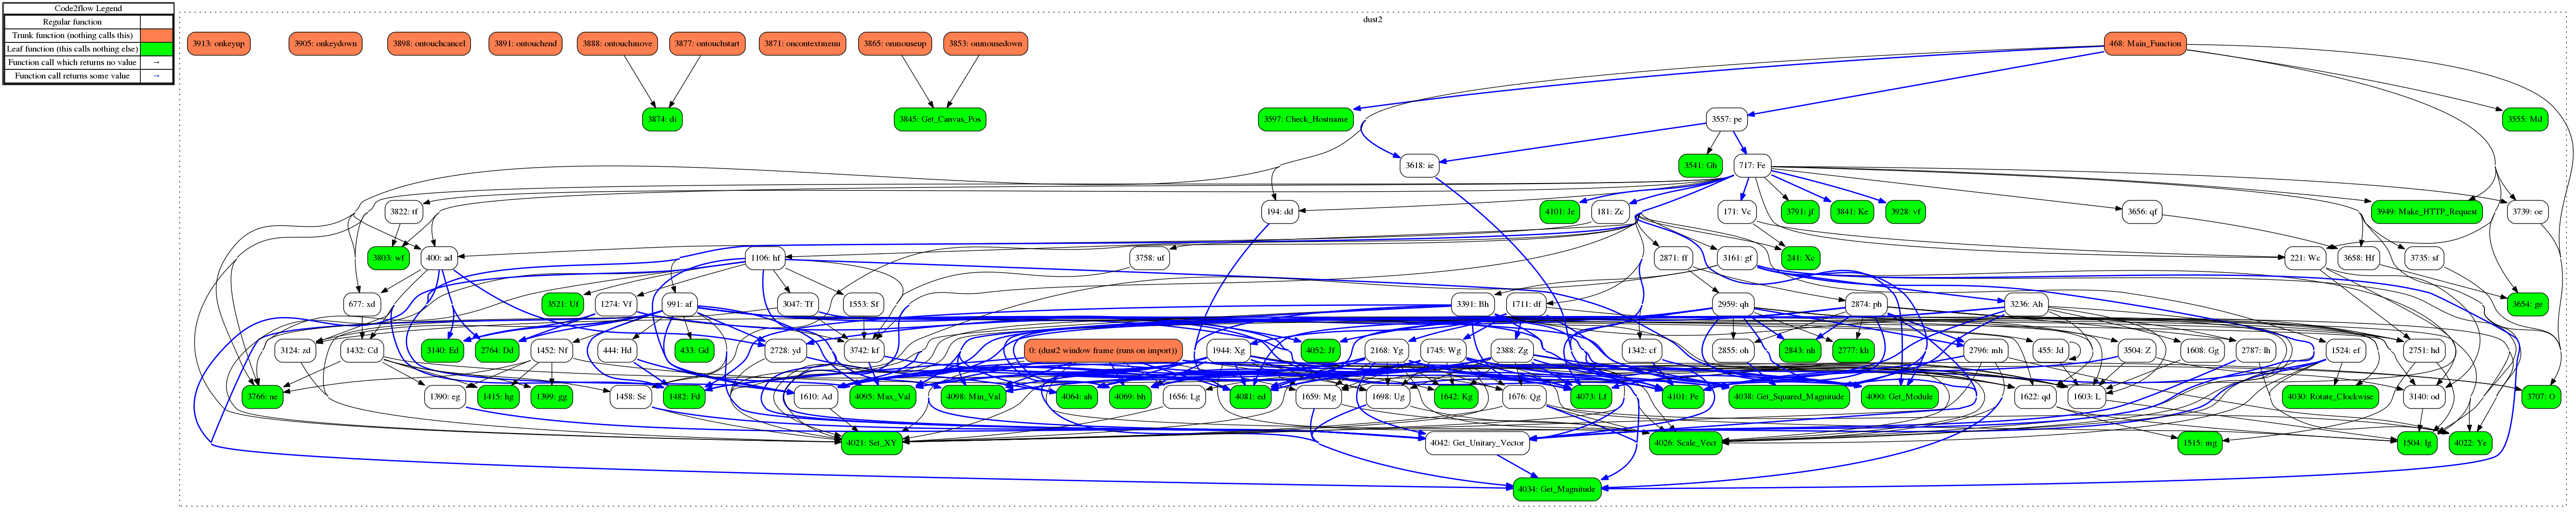 Code2flow Legend
Regular function
Trunk function (nothing calls this)
Leaf function (this calls nothing else)
Function call which returns no value →
Function call returns some value →
dust2
3913: onkeyup
3905: onkeydown
3898: ontouchcancel
3891: ontouchend
3888: ontouchmove
3877: ontouchstart
3871: oncontextmenu
3865: onmouseup
3853: onmousedown
468: Main_Function
3874: di
3845: Get_Canvas_Pos
3597: Check_Hostname
3557: pe
3555: Md
3618: ie
3541: Gh
717: Fe
3822: tf
194: dd
4101: Je
181: Zc
171: Vc
3791: jf
3841: Ke
3928: vf
3656: qf
3949: Make_HTTP_Request
3739: oe
3803: wf
400: ad
1106: hf
3758: uf
2871: ff
3161: gf
241: Xc
221: Wc
3658: Hf
3735: sf
677: xd
3521: Uf
1274: Vf
991: af
3047: Tf
1553: Sf
3391: Bh
1711: df
2959: qh
2874: ph
3236: Ah
3654: ge
3124: zd
1432: Cd
3140: Ed
2764: Dd
1452: Nf
444: Hd
433: Gd
2728: yd
3742: kf
0: (dust2 window frame (runs on import))
1944: Xg
4052: Jf
2168: Yg
1745: Wg
2388: Zg
1342: cf
2855: oh
2843: nh
2777: kh
2796: mh
455: Jd
3504: Z
1608: Gg
2787: lh
1524: ef
2751: hd
3766: ne
1390: eg
1415: hg
1399: gg
1458: Se
1482: Fd
1610: Ad
4095: Max_Val
4098: Min_Val
4064: ah
4069: bh
1656: Lg
4081: ed
1659: Mg
1642: Kg
1698: Ug
1676: Qg
4073: Lf
4101: Pe
4038: Get_Squared_Magnitude
4090: Get_Module
1622: qd
1603: L
4030: Rotate_Clockwise
3140: od
3707: O
4021: Set_XY
4042: Get_Unitary_Vector
4026: Scale_Vect
1515: mg
1504: lg
4022: Ye
4034: Get_Magnitude